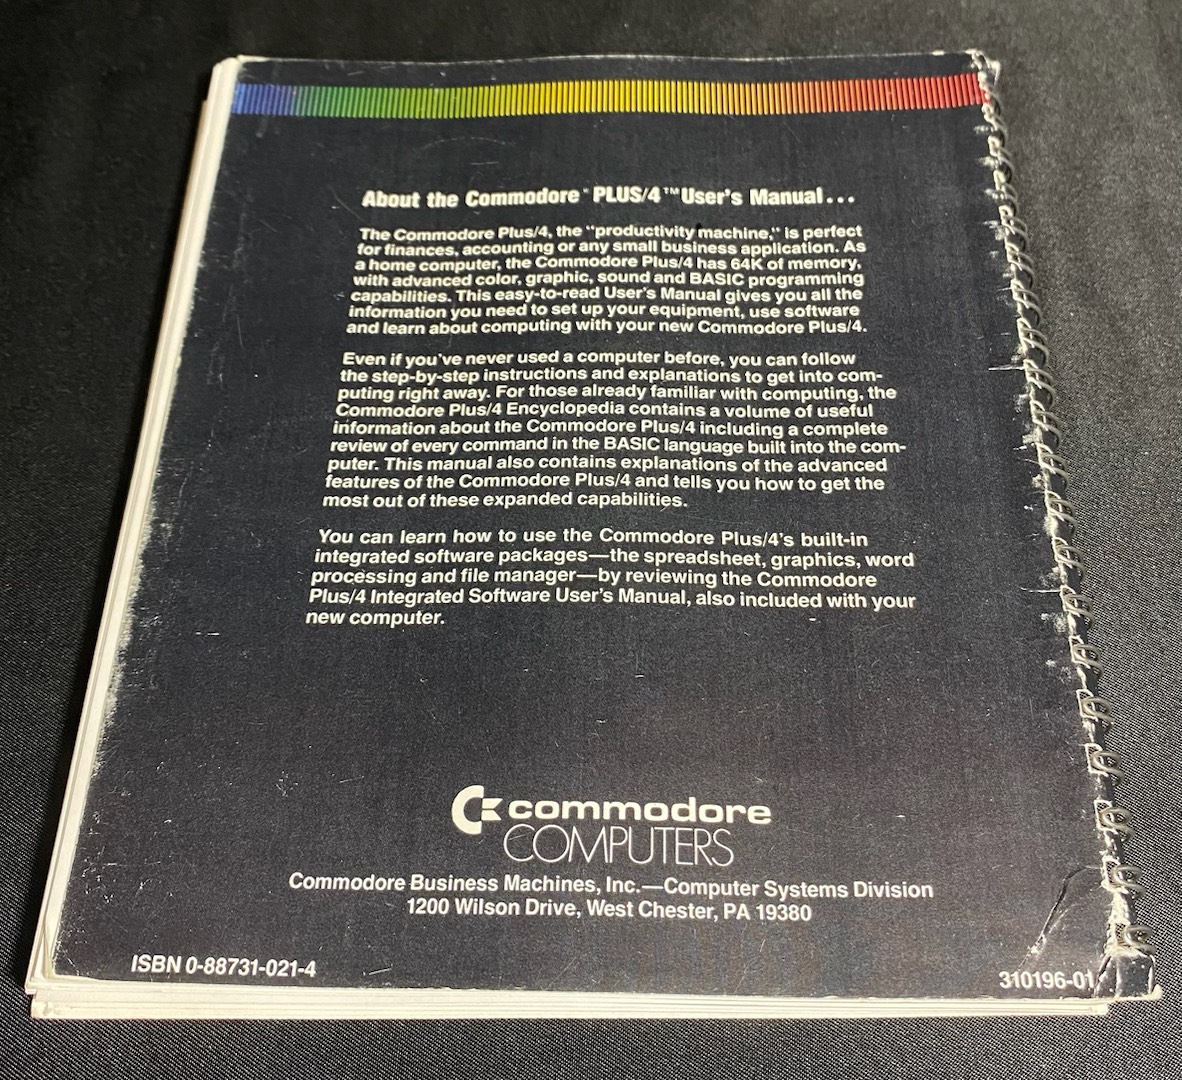 About the Commodore® PLUS/4™ User's Manual...
The Commodore Plus/4, the "productivity machine," is perfect
for finances, accounting or any small business application. As
a home computer, the Commodore Plus/4 has 64K of memory,
with advanced color, graphic, sound and BASIC programming
capabilities. This easy-to-read User's Manual gives you all the
information you need to set up your equipment, use software
and learn about computing with your new Commodore Plus/4.
Even if you've never used a computer before, you can follow
the step-by-step instructions and explanations to get into com-
puting right away. For those already familiar with computing, the
Commodore Plus/4 Encyclopedia contains a volume of useful
information about the Commodore Plus/4 including a complete
review of every command in the BASIC language built into the com-
puter. This manual also contains explanations of the advanced
features of the Commodore Plus/4 and tells you how to get the
most out of these expanded capabilities.
You can learn how to use the Commodore Plus/4's built-in
integrated software packages—the spreadsheet, graphics, word
processing and file manager—by reviewing the Commodore
Plus/4 Integrated Software User's Manual, also included with your
new computer.
commodore
COMPUTERS
Commodore Business Machines, Inc.—Computer Systems Division
1200 Wilson Drive, West Chester, PA 19380
ISBN 0-88731-021-4
310196-01